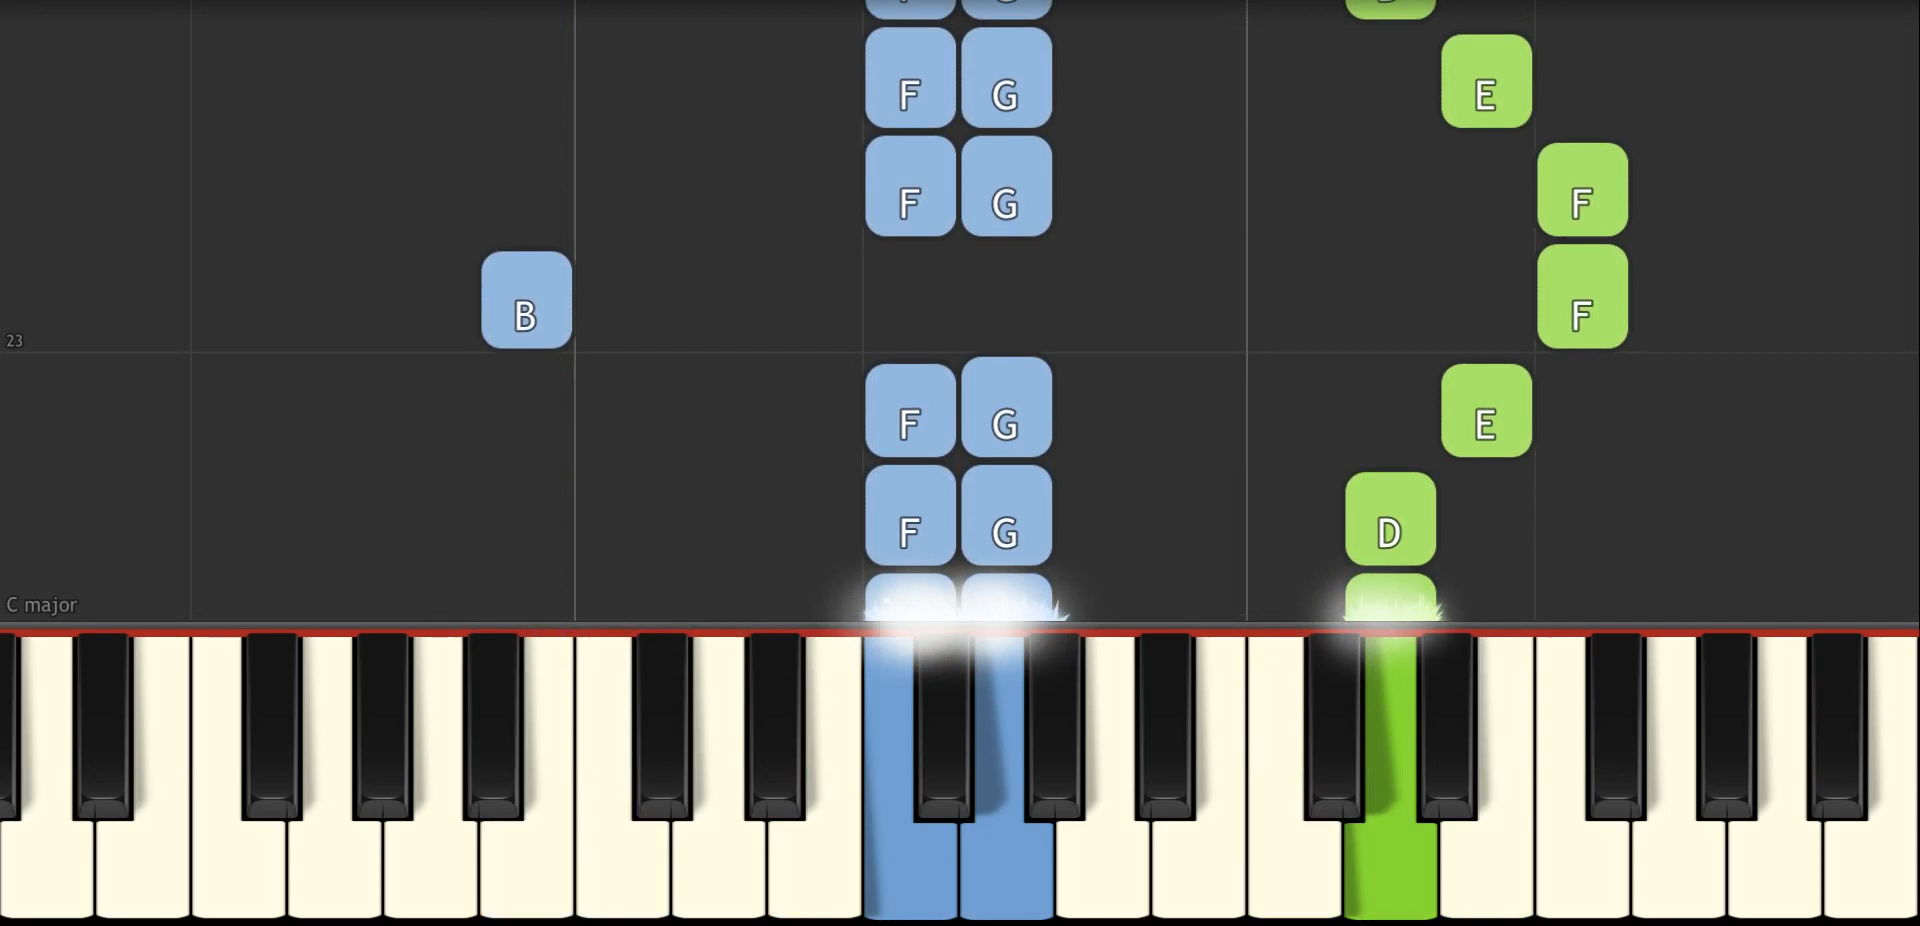 F G E
F G F
B F
23
F G E
F G D
C major